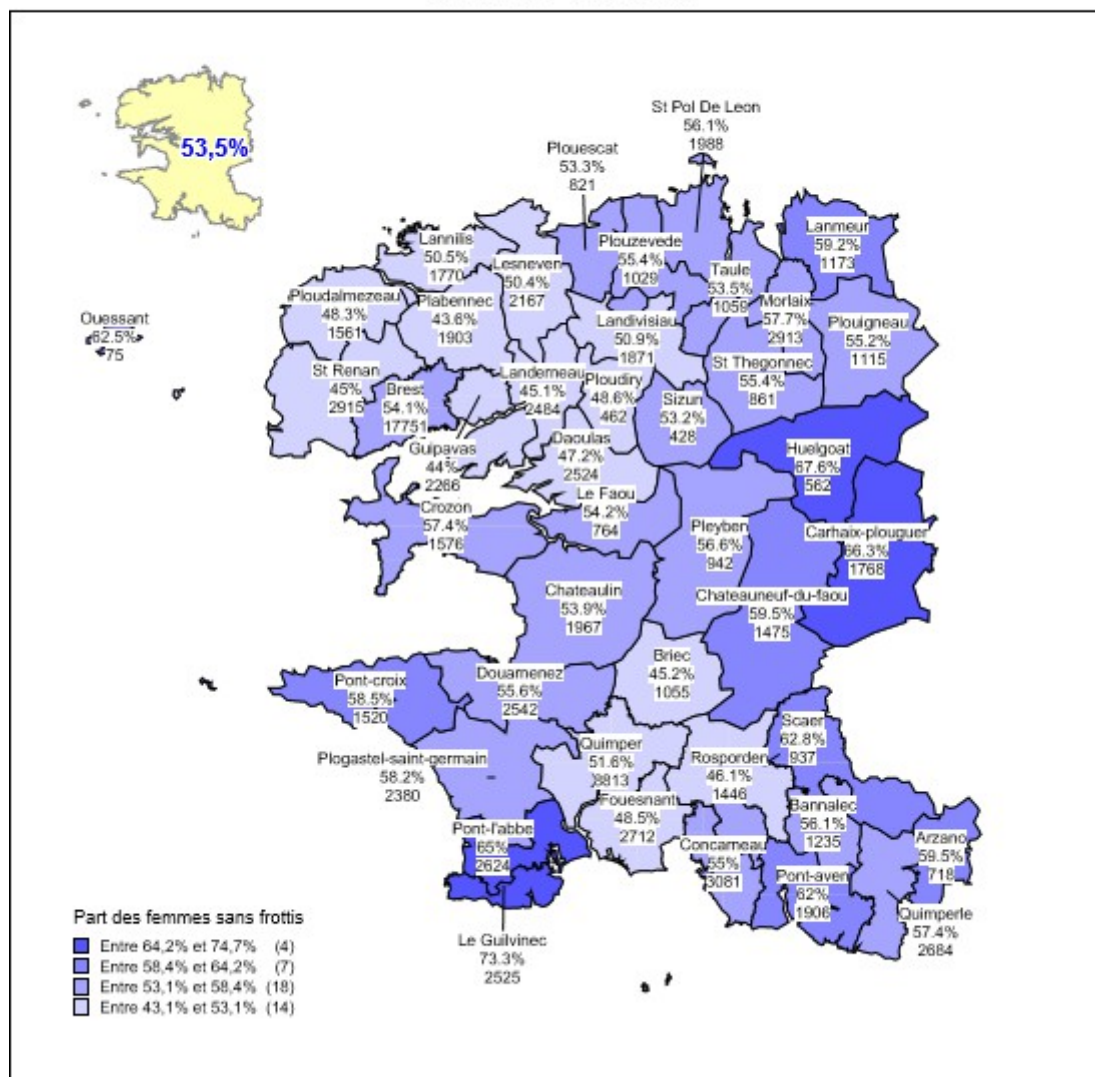 53,5%
St Pol De Leon
56.1%
1988
Plouescat
53.3%
821
Lannilis
50.5%
1770
Lesneven
50.4%
2167
Plouzevede
55.4%
1029
Taule
53.5%
1059
Lanmeur
59.2%
1173
Ploudalmezeau
48.3%
1561
Plabennec
43.6%
1903
Landivisiau
50.9%
1871
Morlaix
57.7%
2913
Plouigneau
55.2%
1115
Ouessant
62.5%
75
St Renan
45%
2915
Brest
54.1%
17751
Landerneau
45.1%
2484
Ploudiry
48.6%
462
Sizun
53.2%
428
St Thegonnec
55.4%
861
Guipavas
44%
2266
Daoulas
47.2%
2524
Huelgoat
67.6%
562
Crozon
57.4%
1576
Le Faou
54.2%
764
Pleyben
56.6%
942
Carhaix-plouguer
66.3%
1768
Chateaulin
53.9%
1967
Chateauneuf-du-faou
59.5%
1475
Briec
45.2%
1055
Pont-croix
58.5%
1520
Douarnenez
55.6%
2542
Plogastel-saint-germain
58.2%
2380
Quimper
51.6%
8813
Rosporden
46.1%
1446
Scaer
62.8%
937
Fouesnant
48.5%
2712
Bannalec
56.1%
1235
Pont-l'abbe
65%
2624
Concarneau
55%
3081
Arzano
59.5%
718
Pont-aven
62%
1906
Quimperle
57.4%
2684
Le Guilvinec
73.3%
2525
Part des femmes sans frottis
Entre 64,2% et 74,7% (4)
Entre 58,4% et 64,2% (7)
Entre 53,1% et 58,4% (18)
Entre 43,1% et 53,1% (14)